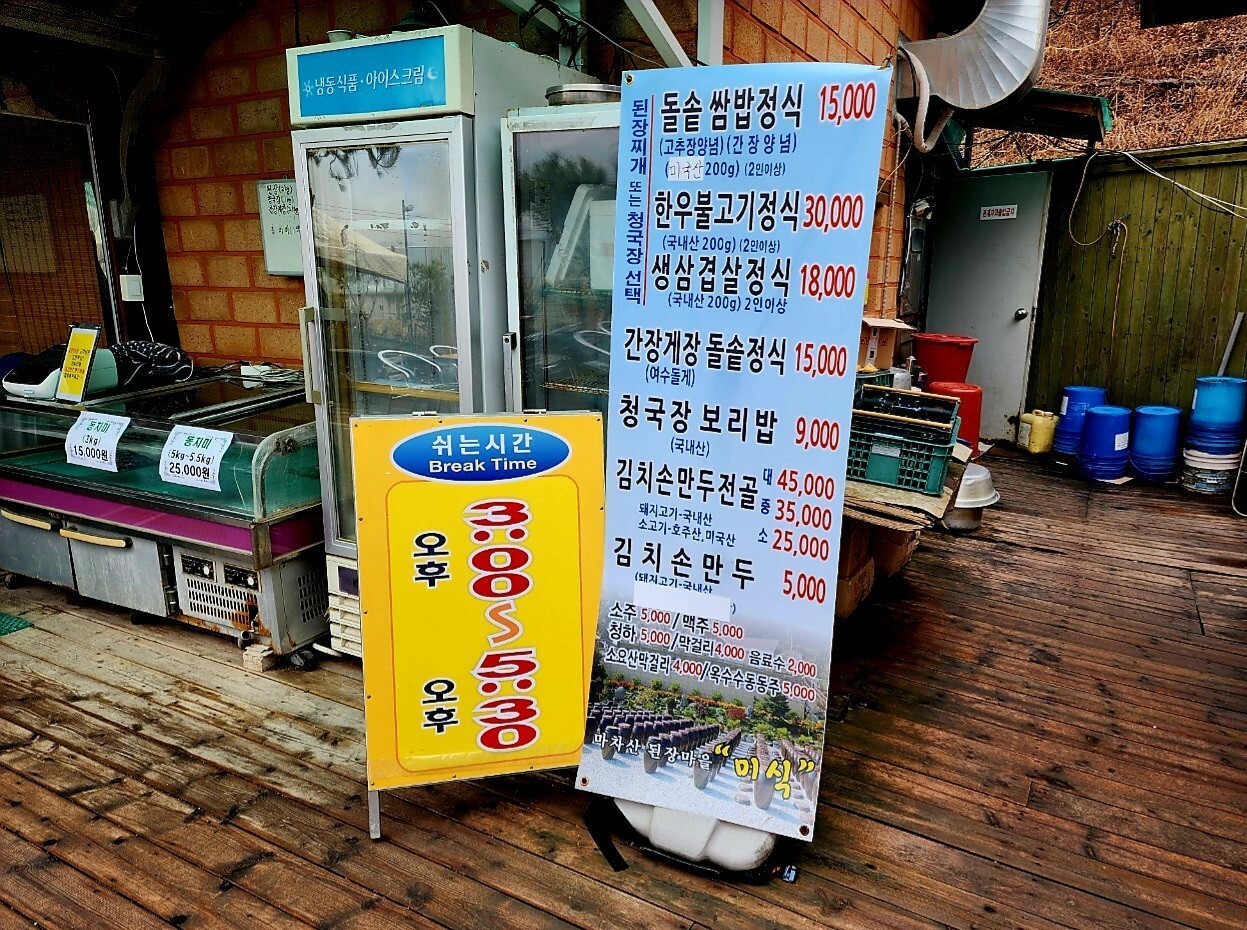 냉동식품·아이스크림
동치미
(3kg)
15,000원
동치미
(5kg~5.5kg)
25,000원
쉬는시간
Break Time
오후
3:00~5:30
오후
된장찌개 또는 청국장 선택
돌솥 쌈밥정식 15,000
(고추장양념)(간장양념)
(미국산 200g) (2인이상)
한우불고기정식 30,000
(국내산 200g) (2인이상)
생삼겹살정식 18,000
(국내산 200g) 2인이상
간장게장 돌솥정식 15,000
(여수돌게)
청국장 보리밥 9,000
(국내산)
김치손만두전골 대 45,000
중 35,000
돼지고기-국내산
소고기-호주산,미국산 소 25,000
김치손만두 5,000
(돼지고기-국내산
소주 5,000 / 맥주 5,000
청하 5,000/막걸리 4,000 음료수 2,000
소오산막걸리 4,000/옥수수동동주 5,000
마차산 된장마을 "미식"